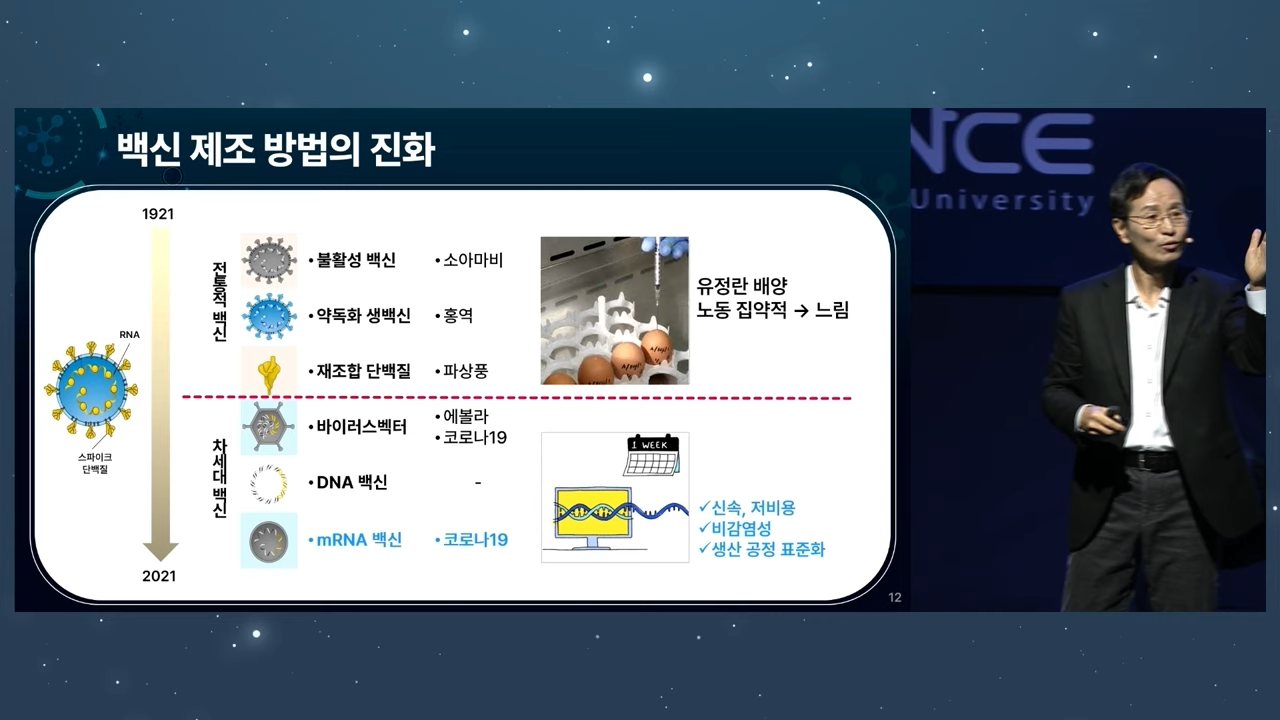 백신 제조 방법의 진화
1921
전통적 백신
• 불활성 백신 • 소아마비
• 약독화 생백신 • 홍역
• 재조합 단백질 • 파상풍
유정란 배양
노동 집약적 → 느림
RNA
스파이크
단백질
차세대 백신
• 바이러스벡터 • 에볼라
• 코로나19
• DNA 백신 -
• mRNA 백신 • 코로나19
1 WEEK
✓신속, 저비용
✓비감염성
✓생산 공정 표준화
2021
12
NCE
University